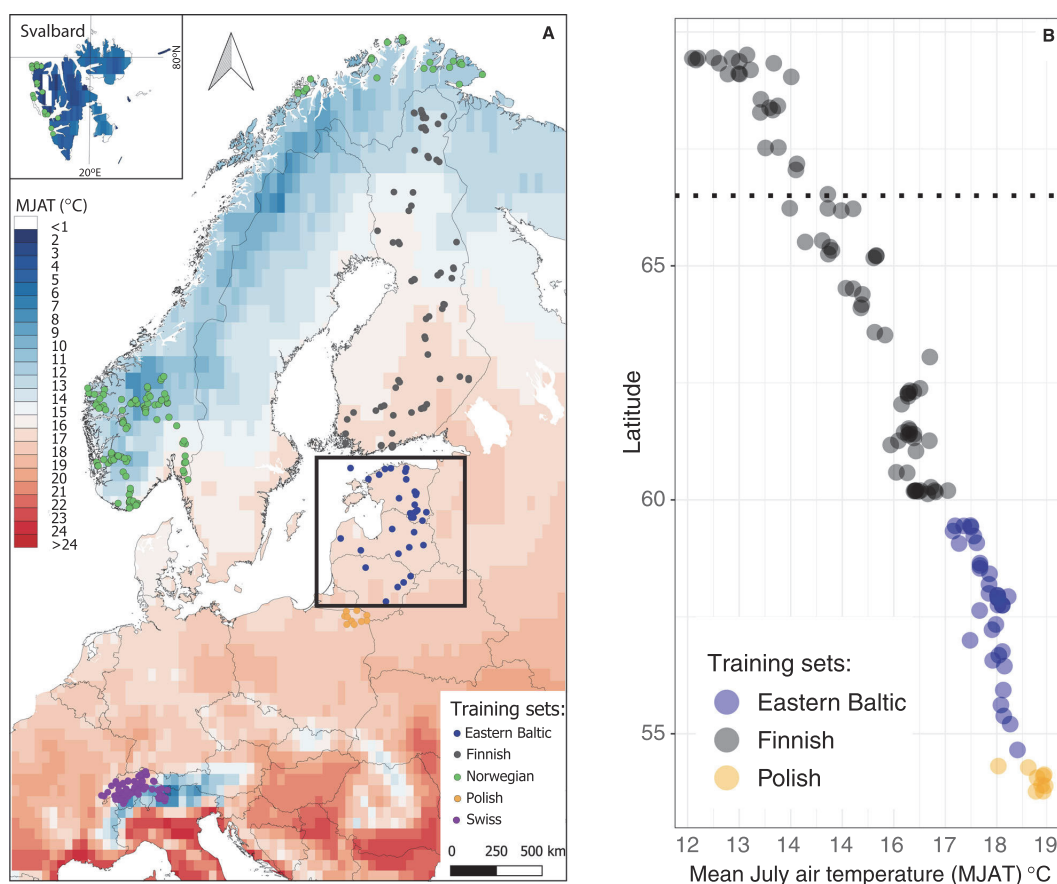 Svalbard
80°N
20°E
A
MJAT (°C)
<1
2
3
4
5
6
7
8
9
10
11
12
13
14
15
16
17
18
19
20
21
22
23
24
>24
Training sets:
Eastern Baltic
Finnish
Norwegian
Polish
Swiss
0 250 500 km
B
Latitude
65
60
55
Training sets:
Eastern Baltic
Finnish
Polish
12 13 14 14 16 17 18 19
Mean July air temperature (MJAT) °C